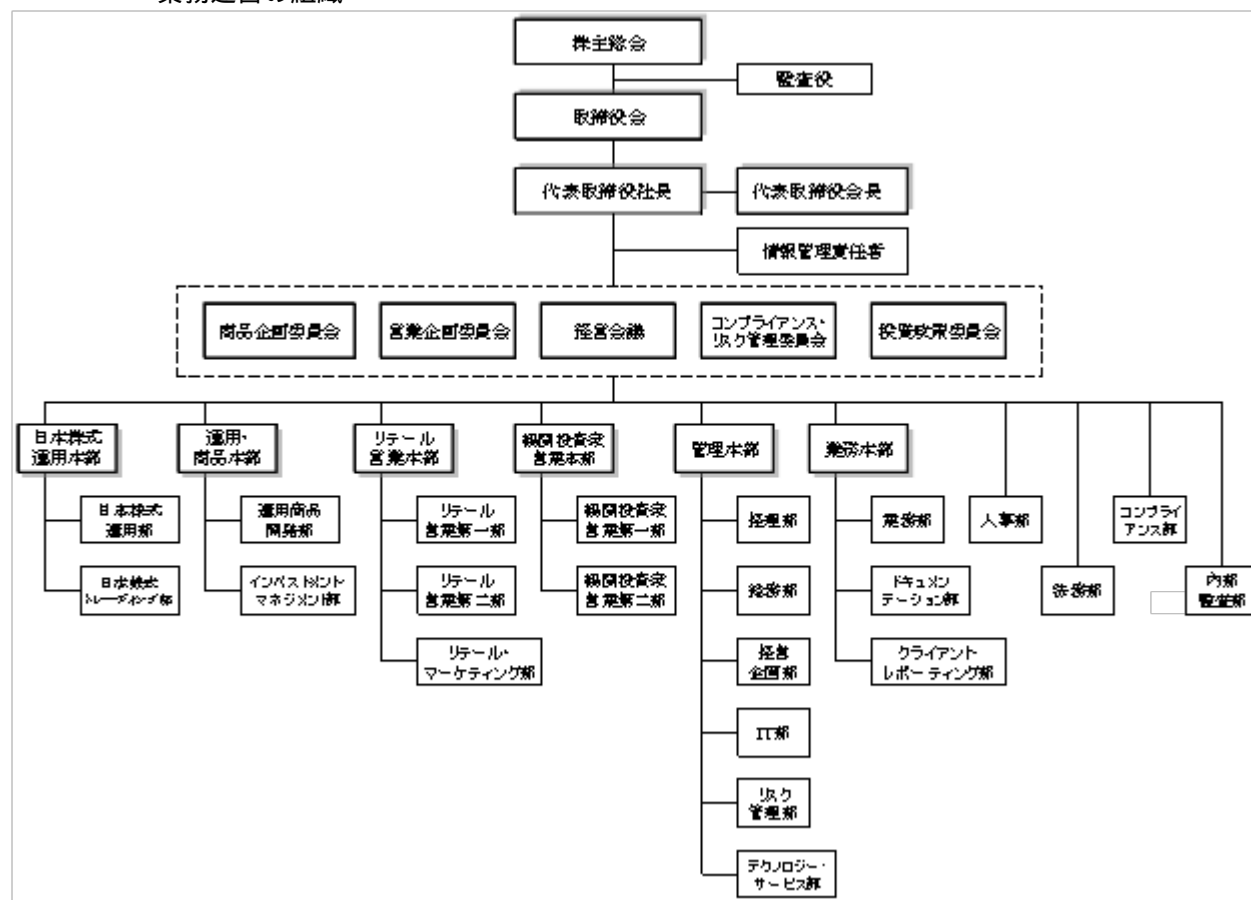 業務運営の組織
株主総会
監査役
取締役会
代表取締役社長
代表取締役会長
情報管理責任者
商品企画委員会
営業企画委員会
経営会議
コンプライアンス・
リスク管理委員会
投資政策委員会
日本株式
運用本部
運用・
商品本部
リテール
営業本部
機関投資家
営業本部
管理本部
業務本部
日本株式
運用部
運用商品
開発部
リテール
営業第一部
機関投資家
営業第一部
経理部
業務部
人事部
コンプライ
アンス部
日本株式
トレーディング部
インベストメント
マネジメント部
リテール
営業第二部
機関投資家
営業第二部
総務部
ドキュメン
テーション部
法務部
内部
監査部
リテール・
マーケティング部
経営
企画部
クライアント・
レポーティング部
IT部
リスク
管理部
テクノロジー・
サービス部